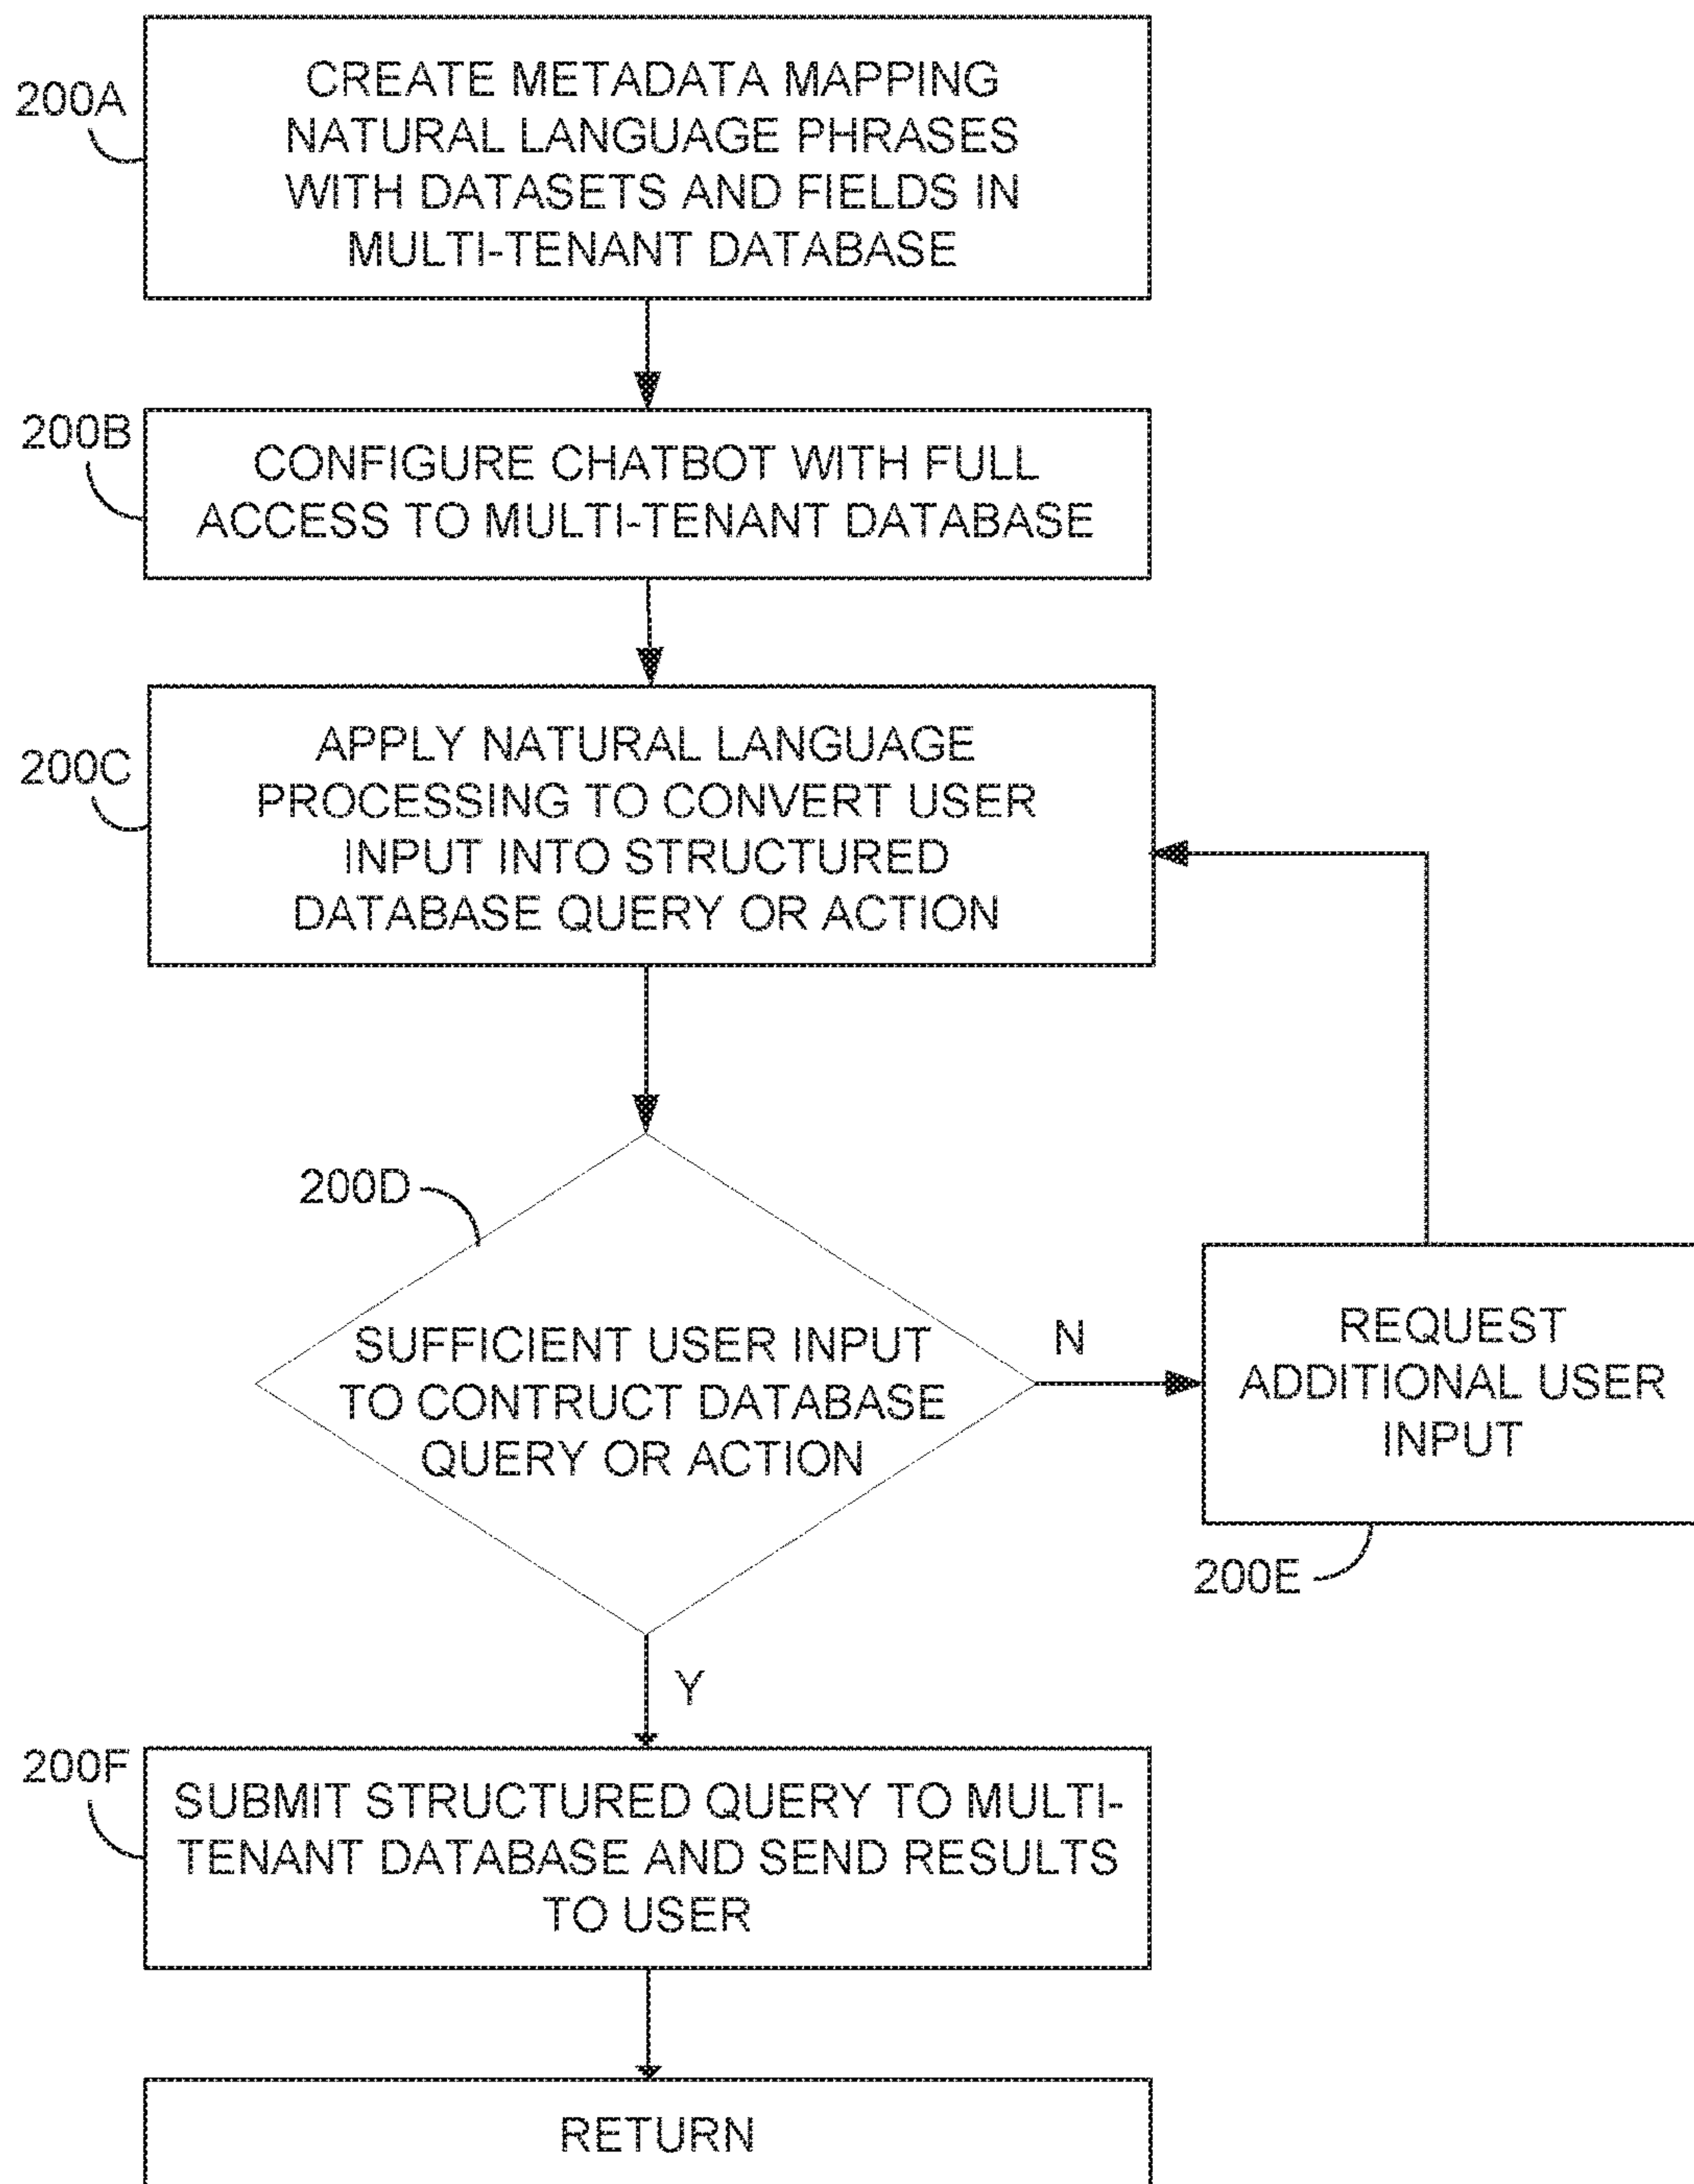 200A
CREATE METADATA MAPPING
NATURAL LANGUAGE PHRASES
WITH DATASETS AND FIELDS IN
MULTI-TENANT DATABASE
200B
CONFIGURE CHATBOT WITH FULL
ACCESS TO MULTI-TENANT DATABASE
200C
APPLY NATURAL LANGUAGE
PROCESSING TO CONVERT USER
INPUT INTO STRUCTURED
DATABASE QUERY OR ACTION
200D
SUFFICIENT USER INPUT
TO CONTRUCT DATABASE
QUERY OR ACTION
N
REQUEST
ADDITIONAL USER
INPUT
200E
Y
200F
SUBMIT STRUCTURED QUERY TO MULTI-
TENANT DATABASE AND SEND RESULTS
TO USER
RETURN